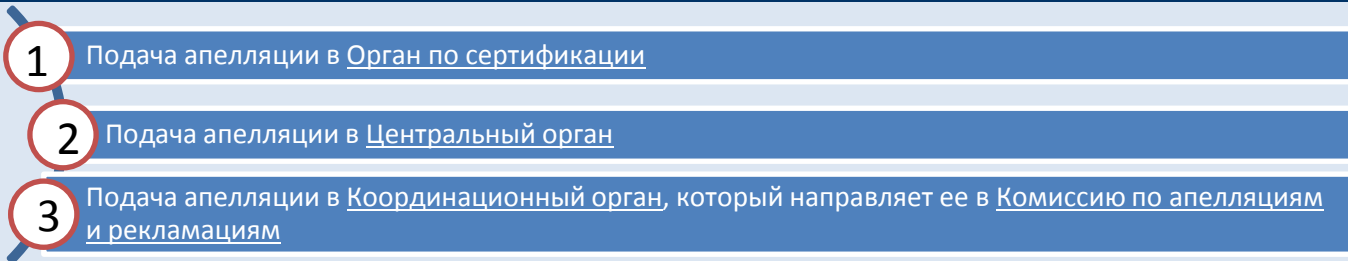 1 Подача апелляции в Орган по сертификации
2 Подача апелляции в Центральный орган
3 Подача апелляции в Координационный орган, который направляет ее в Комиссию по апелляциям
и рекламациям